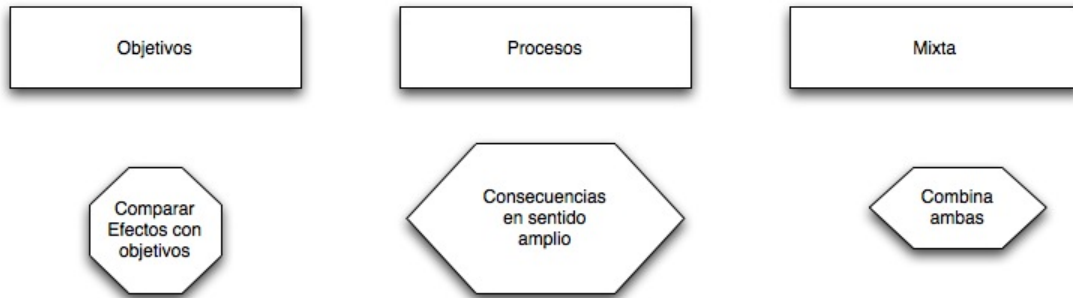 Objetivos
Procesos
Mixta
Comparar
Efectos con
objetivos
Consecuencias
en sentido
amplio
Combina
ambas